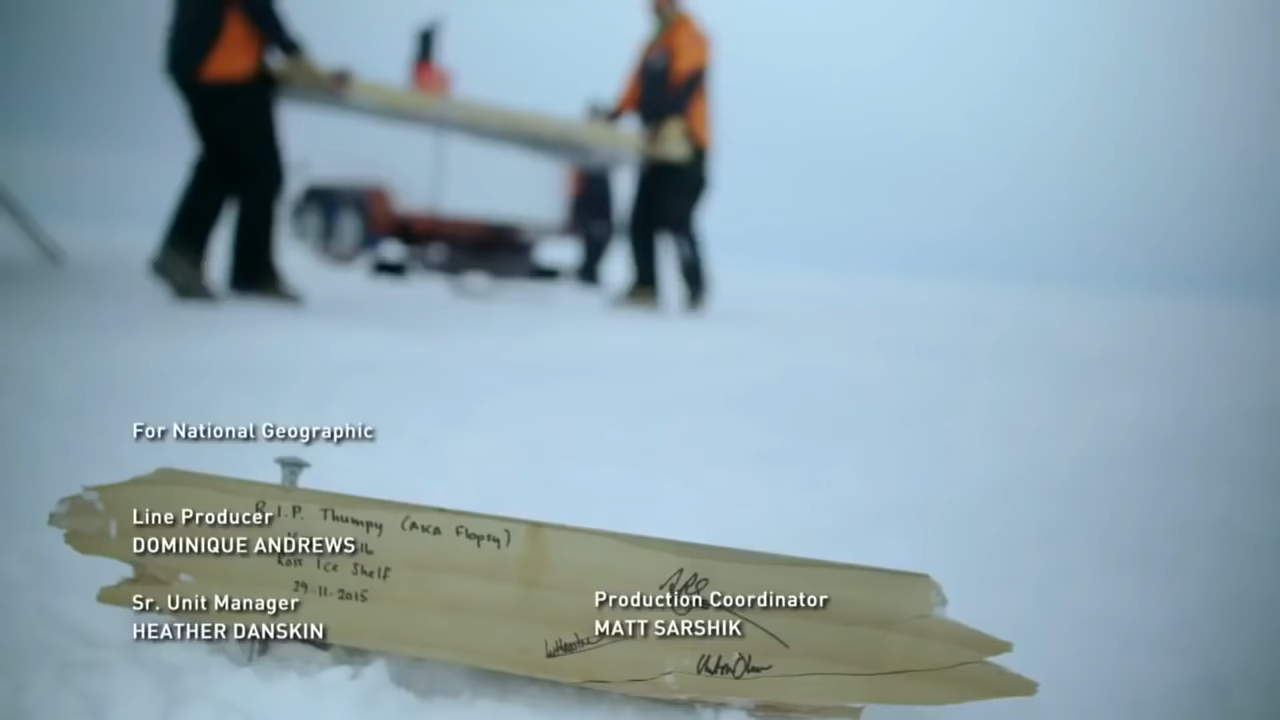 For National Geographic
R.I.P. Thumpy (AKA Flopsy)
Line Producer
DOMINIQUE ANDREWS
Ross Ice Shelf
29-11-2015
Sr. Unit Manager
HEATHER DANSKIN
Production Coordinator
MATT SARSHIK